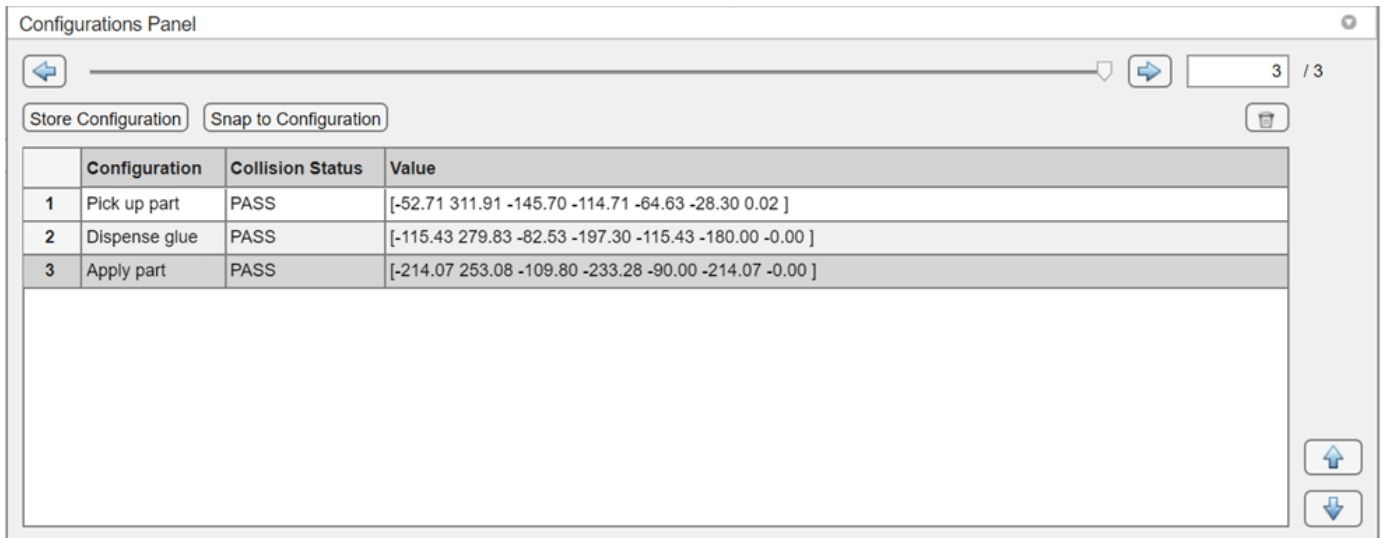 Configurations Panel
3 / 3
Store Configuration Snap to Configuration
Configuration Collision Status Value
1 Pick up part PASS [-52.71 311.91 -145.70 -114.71 -64.63 -28.30 0.02 ]
2 Dispense glue PASS [-115.43 279.83 -82.53 -197.30 -115.43 -180.00 -0.00 ]
3 Apply part PASS [-214.07 253.08 -109.80 -233.28 -90.00 -214.07 -0.00 ]